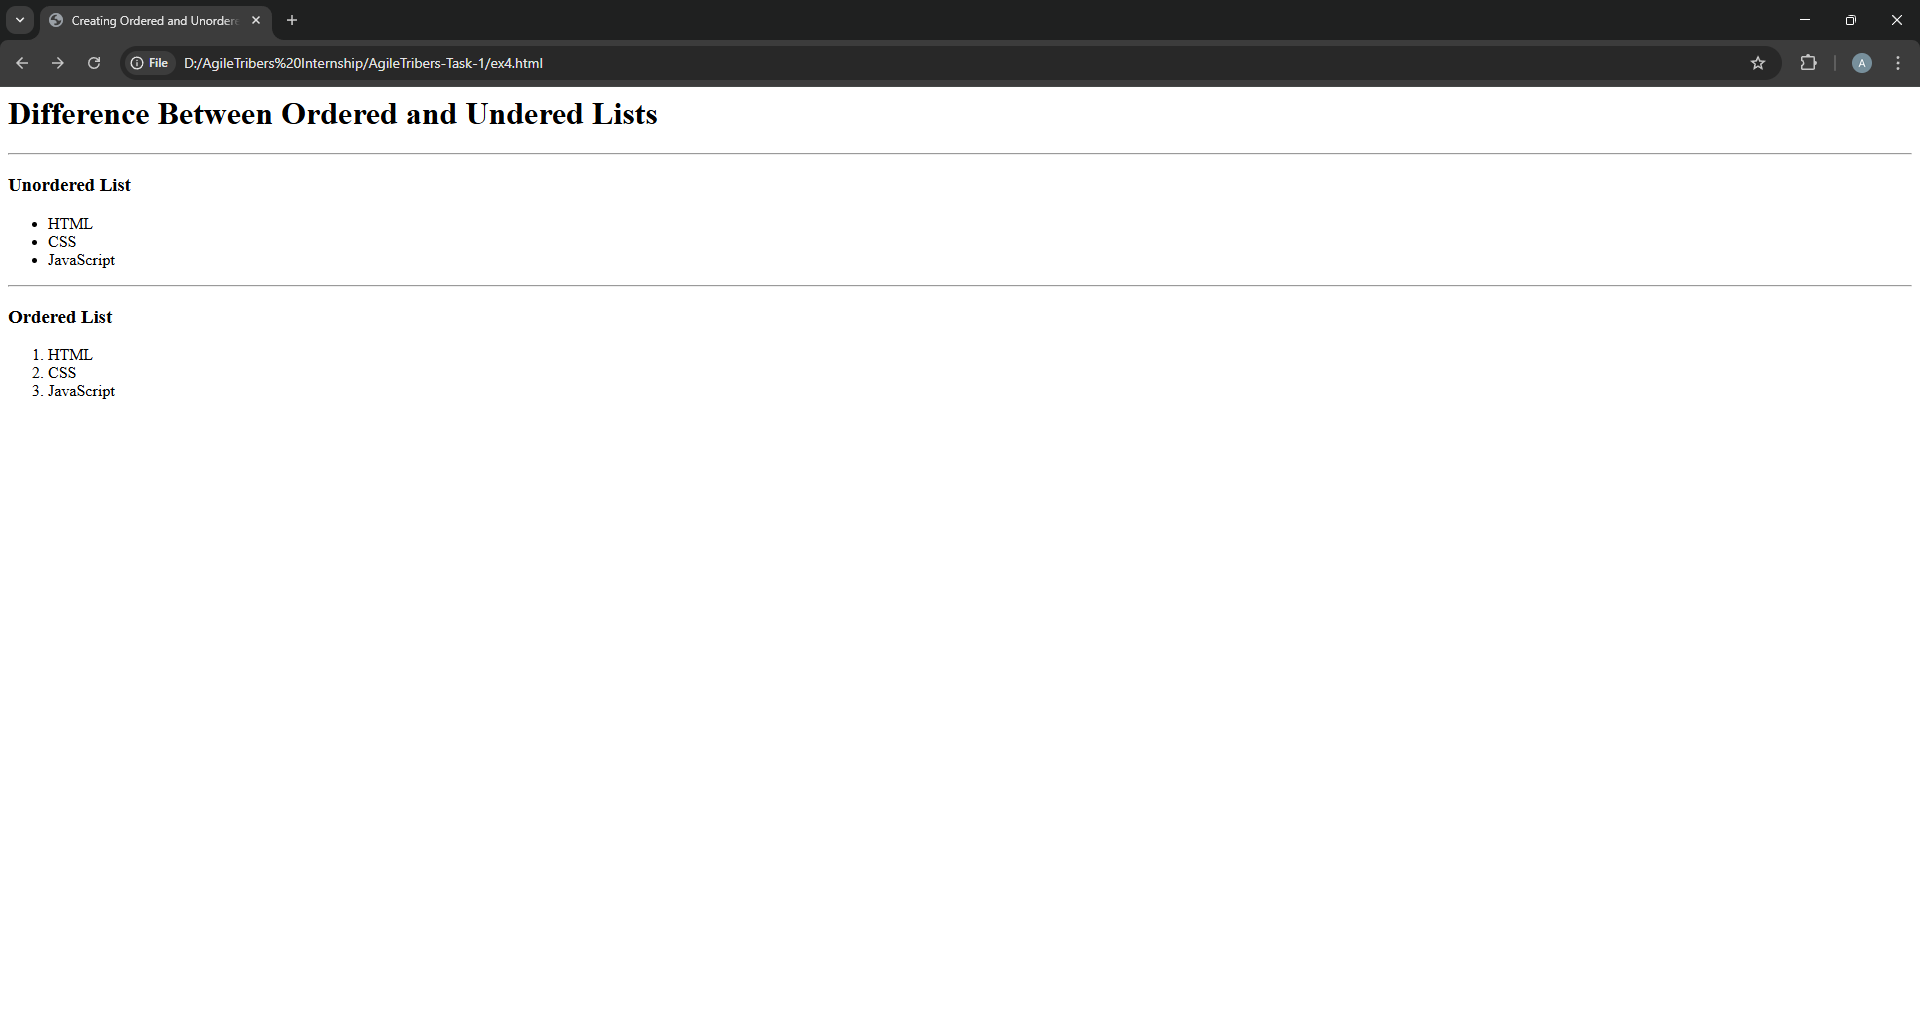 Creating Ordered and Unordere
File
D:/AgileTribers%20Internship/AgileTribers-Task-1/ex4.html
A
Difference Between Ordered and Undered Lists
Unordered List
• HTML
• CSS
• JavaScript
Ordered List
1. HTML
2. CSS
3. JavaScript